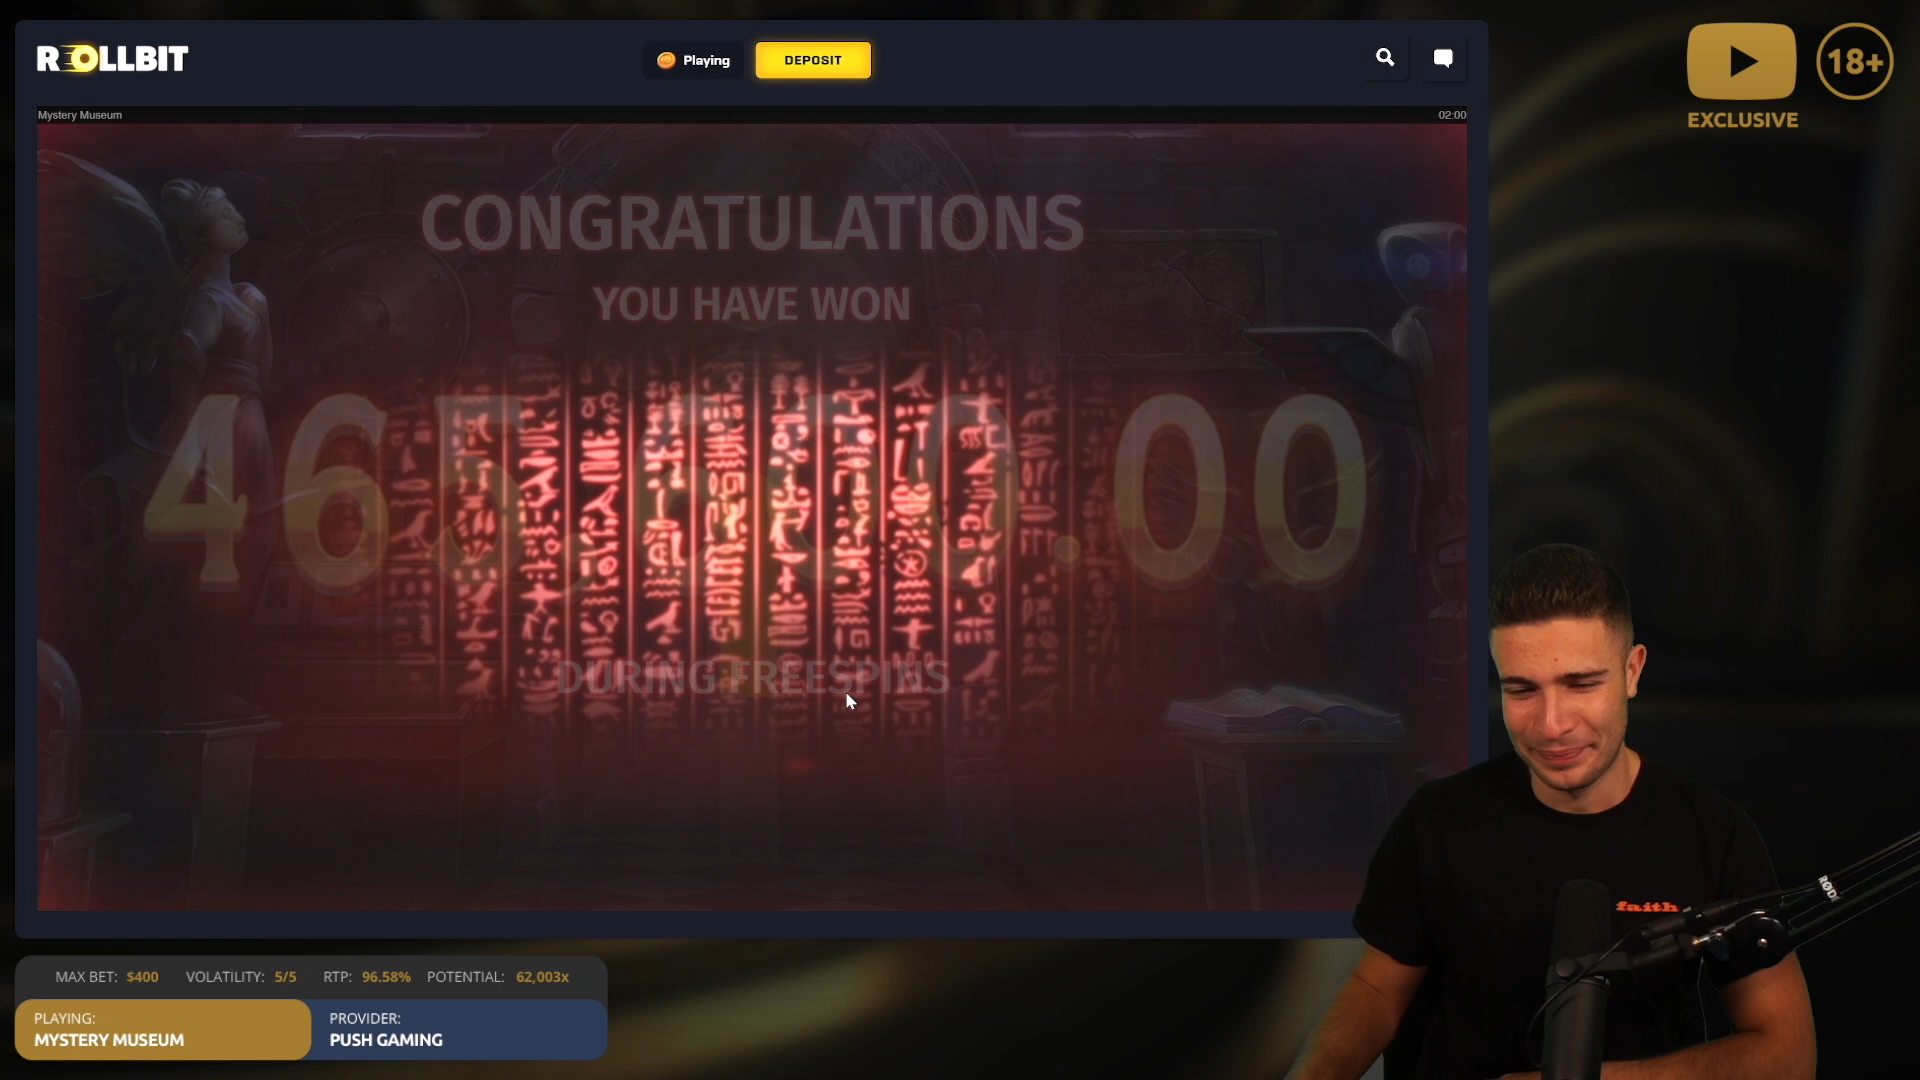 ROLLBIT
Playing
DEPOSIT
18+
EXCLUSIVE
Mystery Museum
02:00
CONGRATULATIONS
YOU HAVE WON
DURING FREESPINS
RØDE
faith
MAX BET: $400 VOLATILITY: 5/5 RTP: 96.58% POTENTIAL: 62,003x
PLAYING:
MYSTERY MUSEUM
PROVIDER:
PUSH GAMING